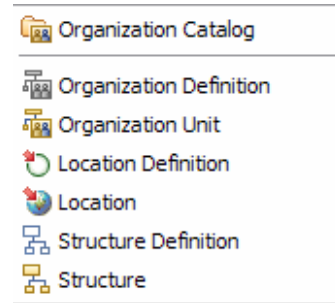 Organization Catalog
Organization Definition
Organization Unit
Location Definition
Location
Structure Definition
Structure